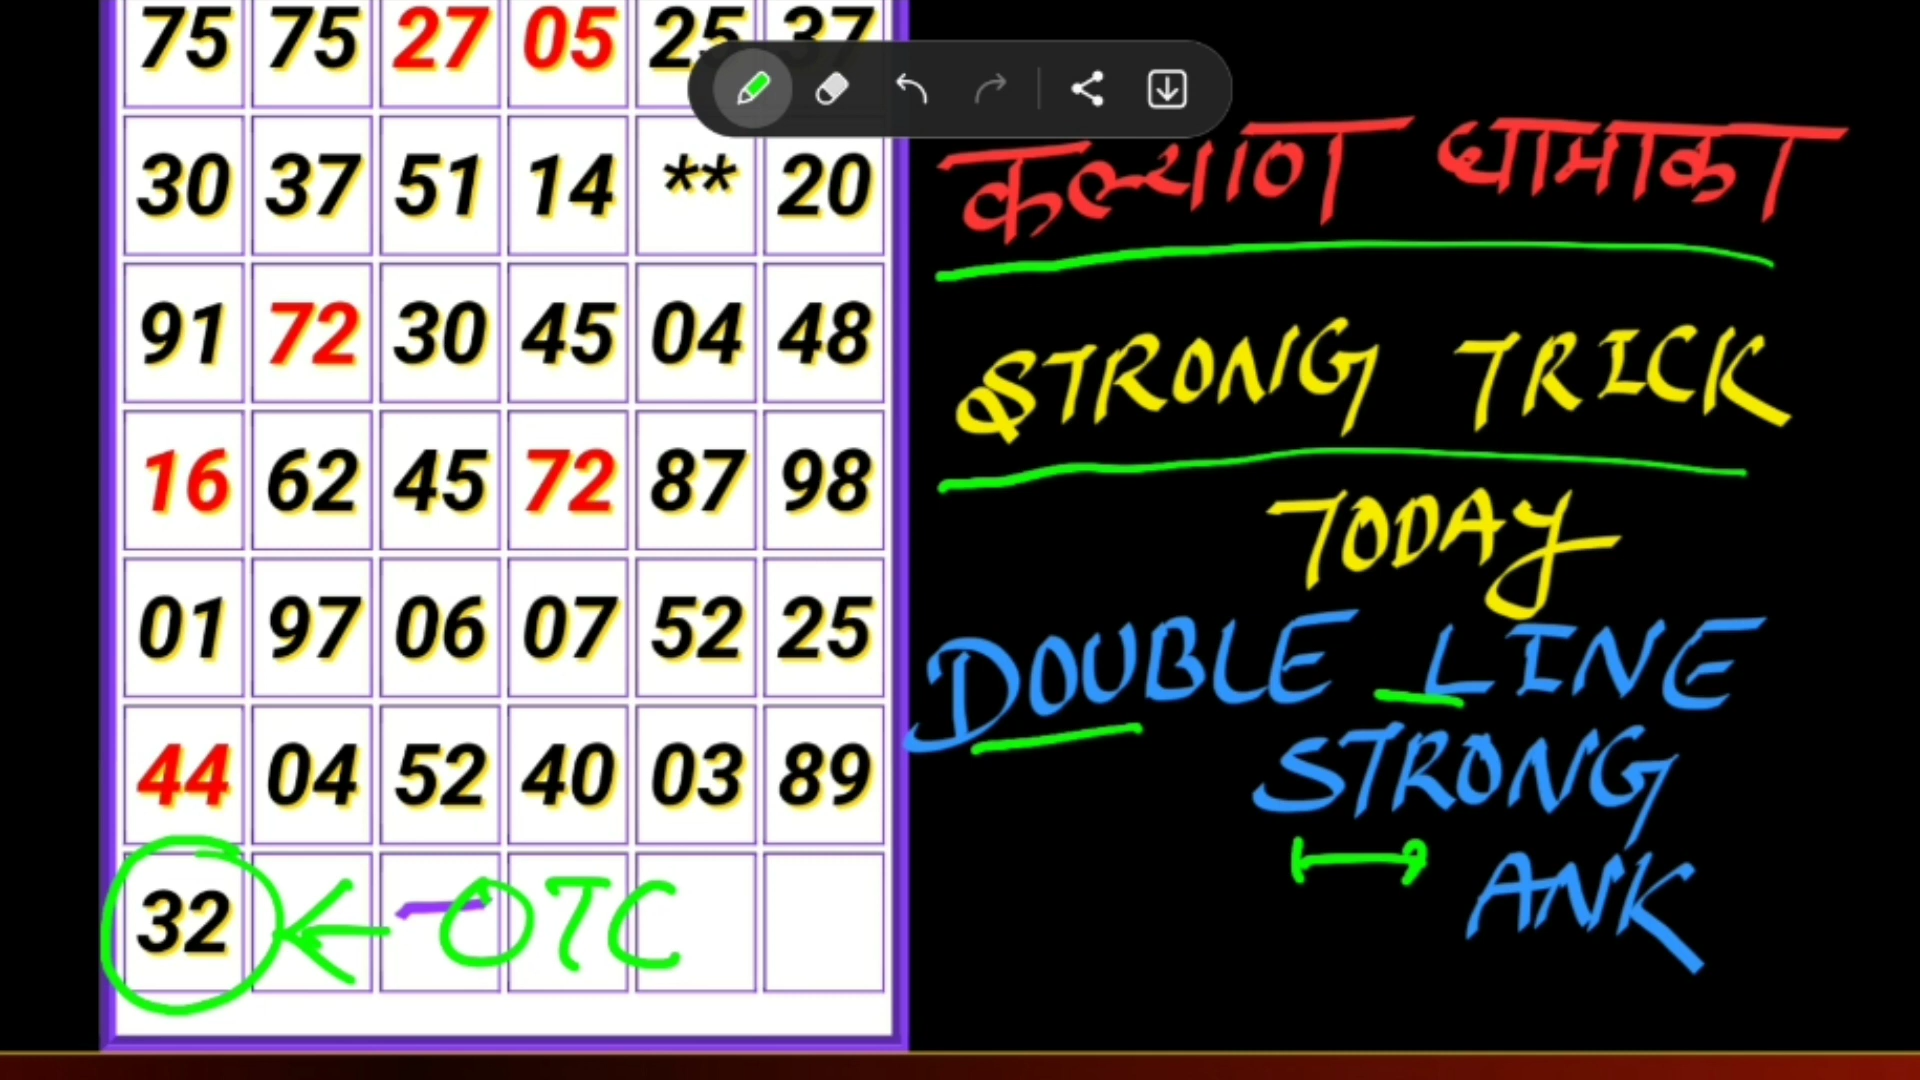 75 75 27 05 25 37
30 37 51 14 ** 20
91 72 30 45 04 48
16 62 45 72 87 98
01 97 06 07 52 25
44 04 52 40 03 89
32 OTC
कल्याण धामाका
STRONG TRICK
TODAY
DOUBLE LINE
STRONG
ANK